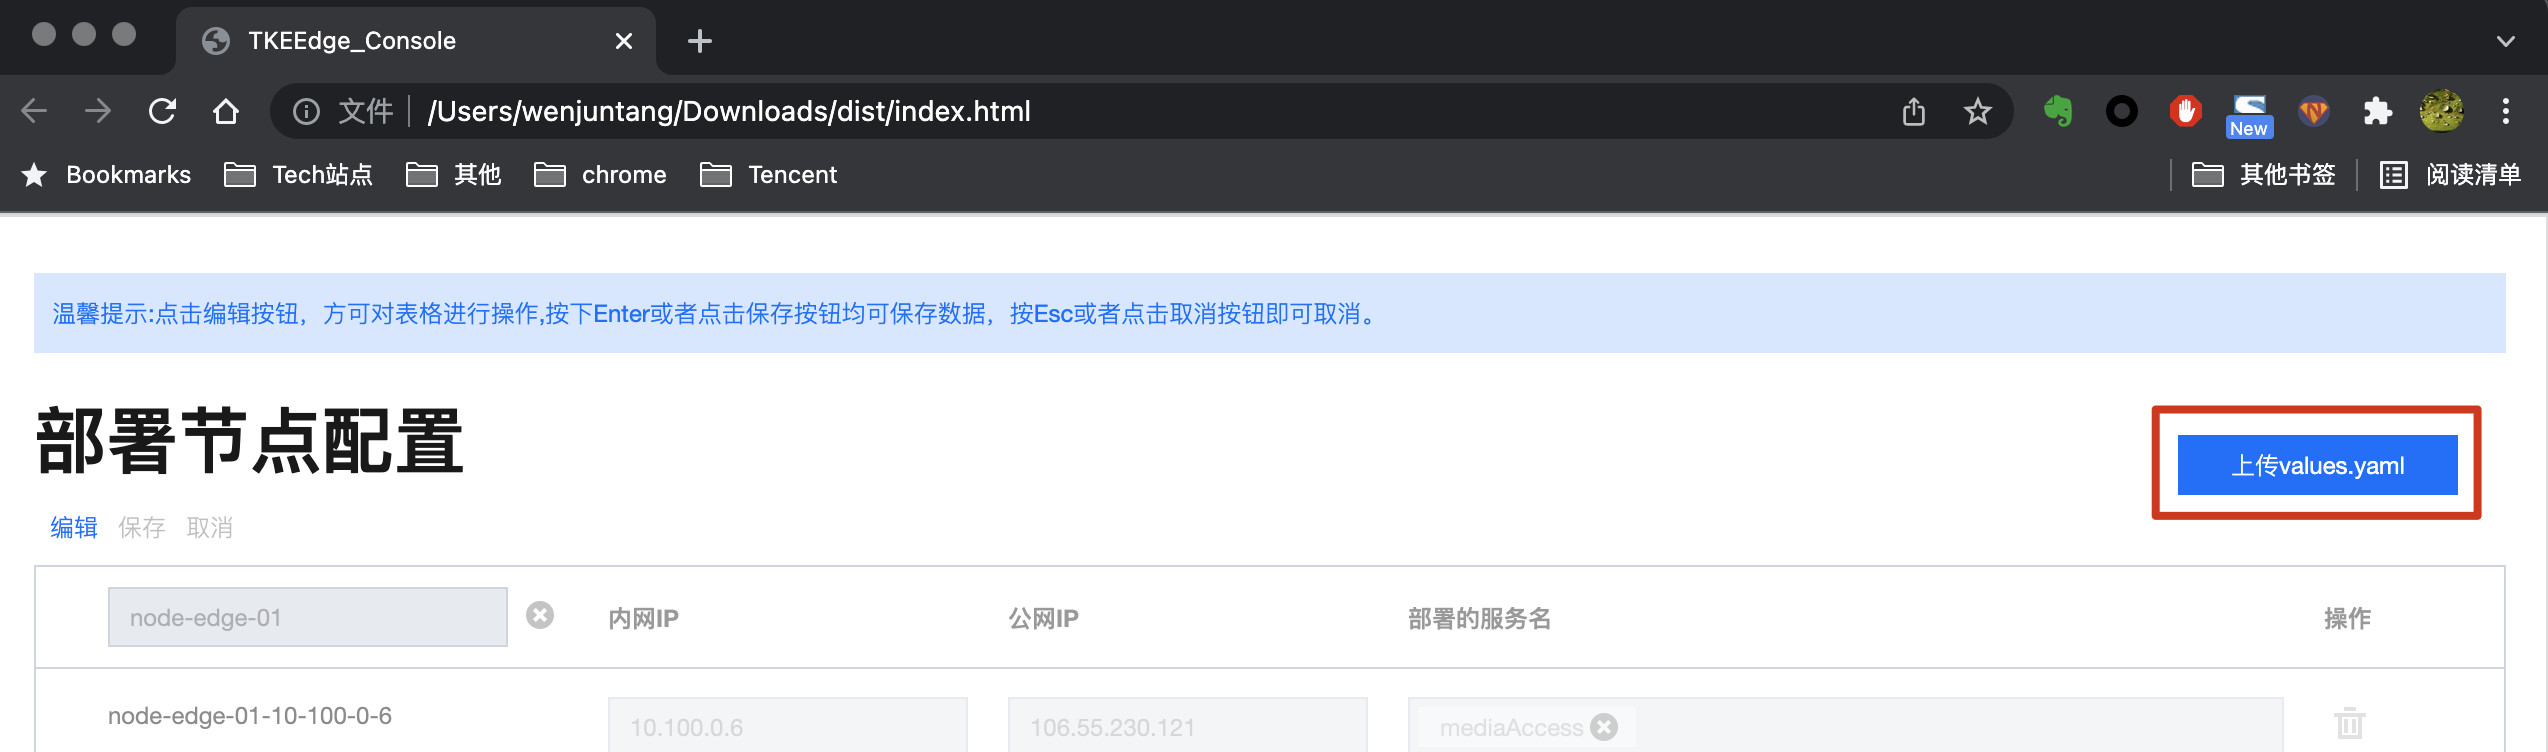 TKEEdge_Console
文件 /Users/wenjuntang/Downloads/dist/index.html
New
Bookmarks Tech站点 其他 chrome Tencent 其他书签 阅读清单
温馨提示:点击编辑按钮，方可对表格进行操作,按下Enter或者点击保存按钮均可保存数据，按Esc或者点击取消按钮即可取消。
部署节点配置
上传values.yaml
编辑 保存 取消
node-edge-01 内网IP 公网IP 部署的服务名 操作
node-edge-01-10-100-0-6 10.100.0.6 106.55.230.121 mediaAccess